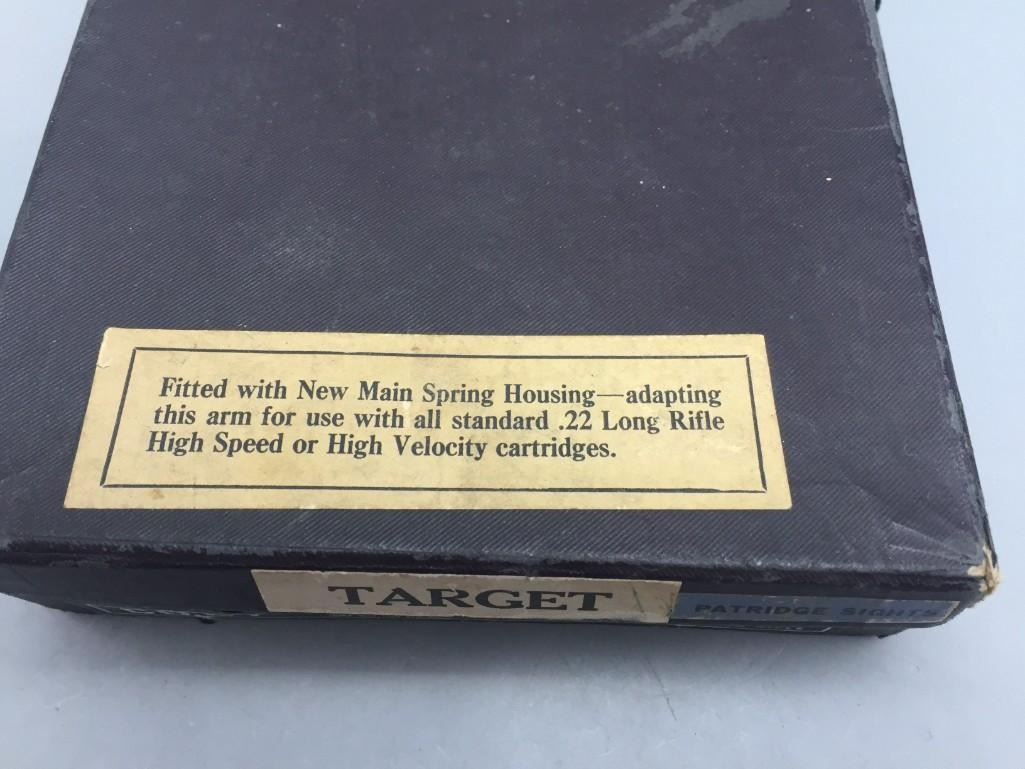 Fitted with New Main Spring Housing—adapting
this arm for use with all standard .22 Long Rifle
High Speed or High Velocity cartridges.
TARGET
PATRIDGE SIGHTS